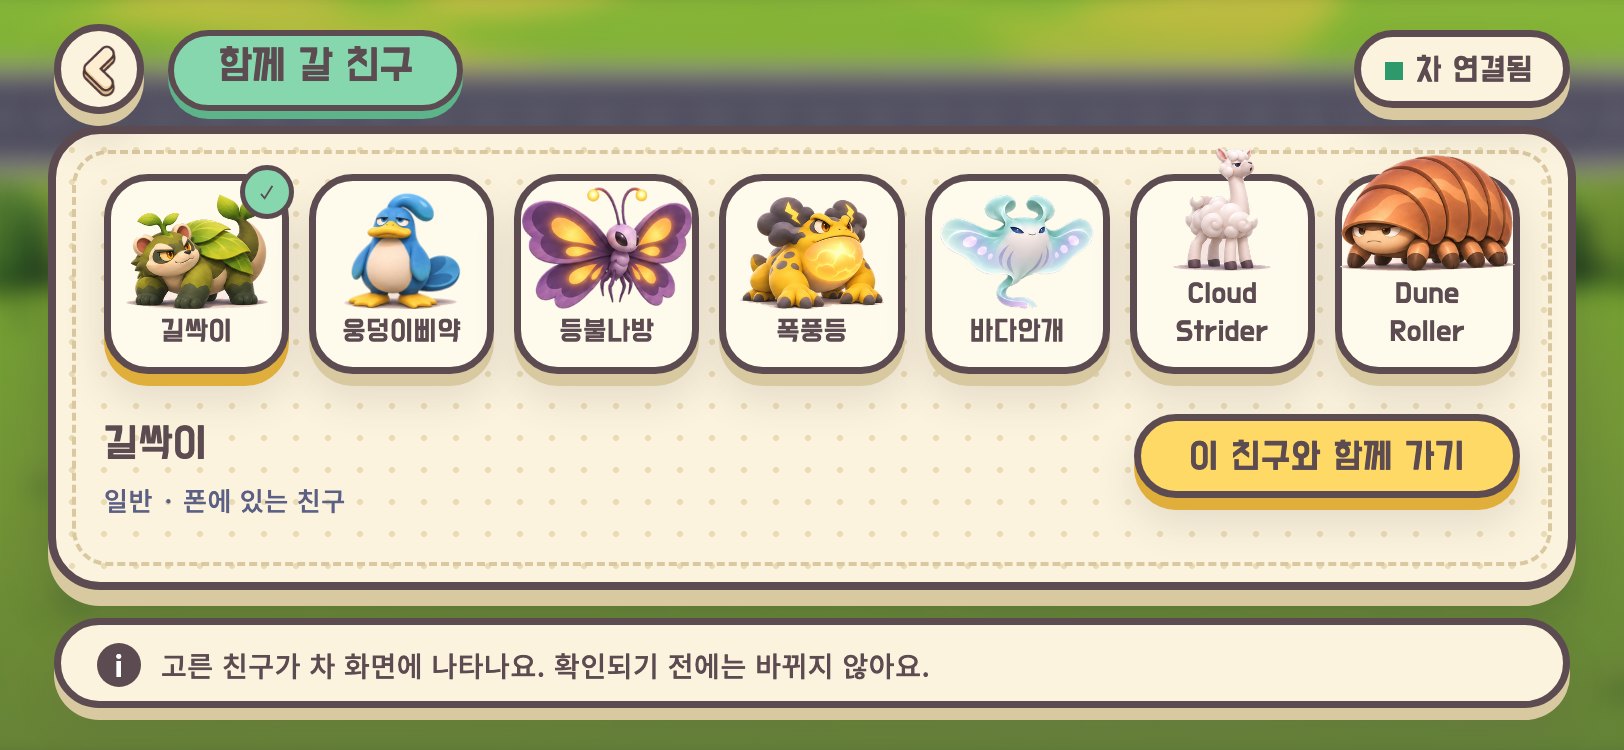 함께 갈 친구
차 연결됨
길싹이
웅덩이삐약
등불나방
폭풍등
바다안개
Cloud
Strider
Dune
Roller
길싹이
일반 · 폰에 있는 친구
이 친구와 함께 가기
고른 친구가 차 화면에 나타나요. 확인되기 전에는 바뀌지 않아요.